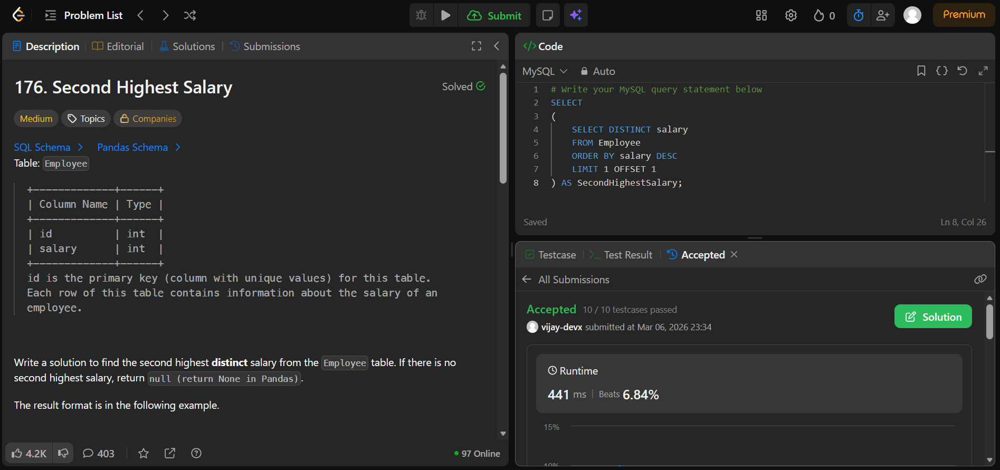 Problem List
Submit
0
Premium
Description
Editorial
Solutions
Submissions
176. Second Highest Salary
Solved
Medium
Topics
Companies
SQL Schema
Pandas Schema
Table: Employee
+-------------+------+
| Column Name | Type |
+-------------+------+
| id          | int  |
| salary      | int  |
+-------------+------+
id is the primary key (column with unique values) for this table.
Each row of this table contains information about the salary of an
employee.
Write a solution to find the second highest distinct salary from the Employee table. If there is no
second highest salary, return null (return None in Pandas).
The result format is in the following example.
4.2K
403
97 Online
</> Code
MySQL
Auto
1 # Write your MySQL query statement below
2 SELECT
3 (
4     SELECT DISTINCT salary
5     FROM Employee
6     ORDER BY salary DESC
7     LIMIT 1 OFFSET 1
8 ) AS SecondHighestSalary;
Saved
Ln 8, Col 26
Testcase
Test Result
Accepted
All Submissions
Accepted 10 / 10 testcases passed
vijay-devx submitted at Mar 06, 2026 23:34
Solution
Runtime
441 ms | Beats 6.84%
15%
10%